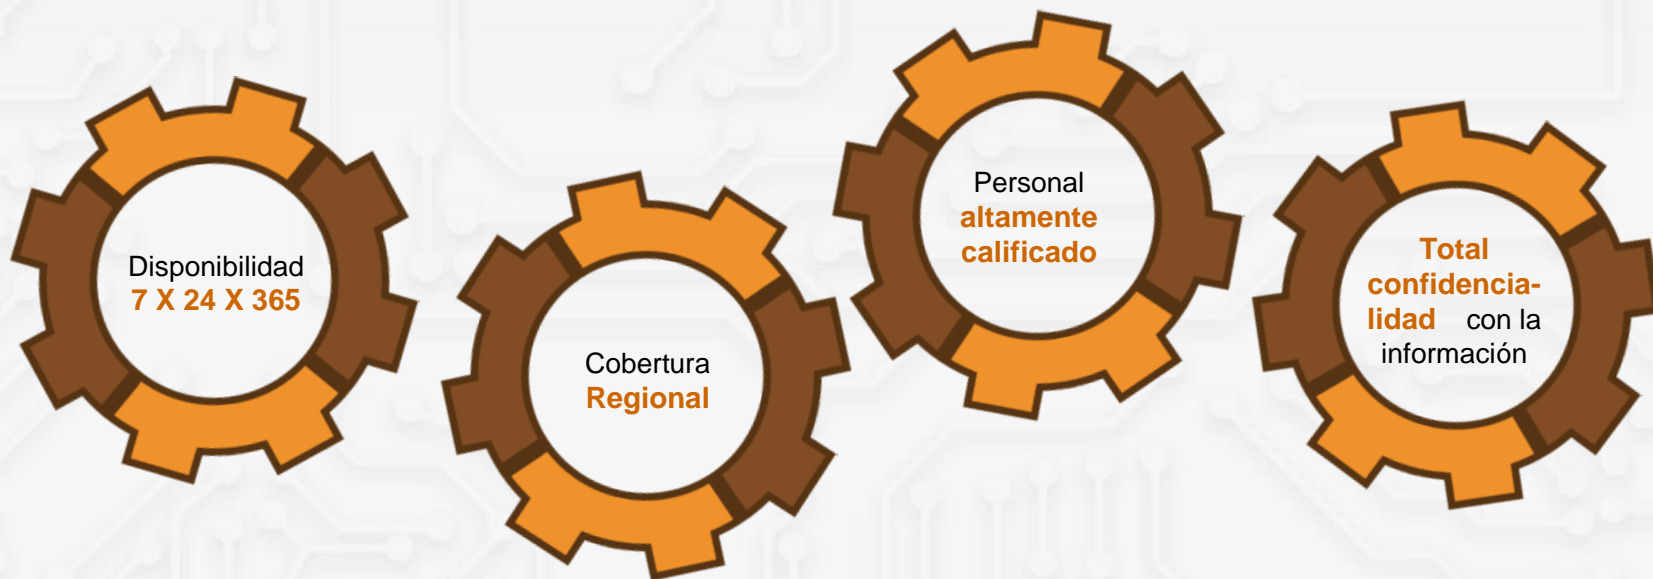 Disponibilidad
7 X 24 X 365
Cobertura
Regional
Personal
altamente
calificado
Total
confidencia-
lidad con la
información